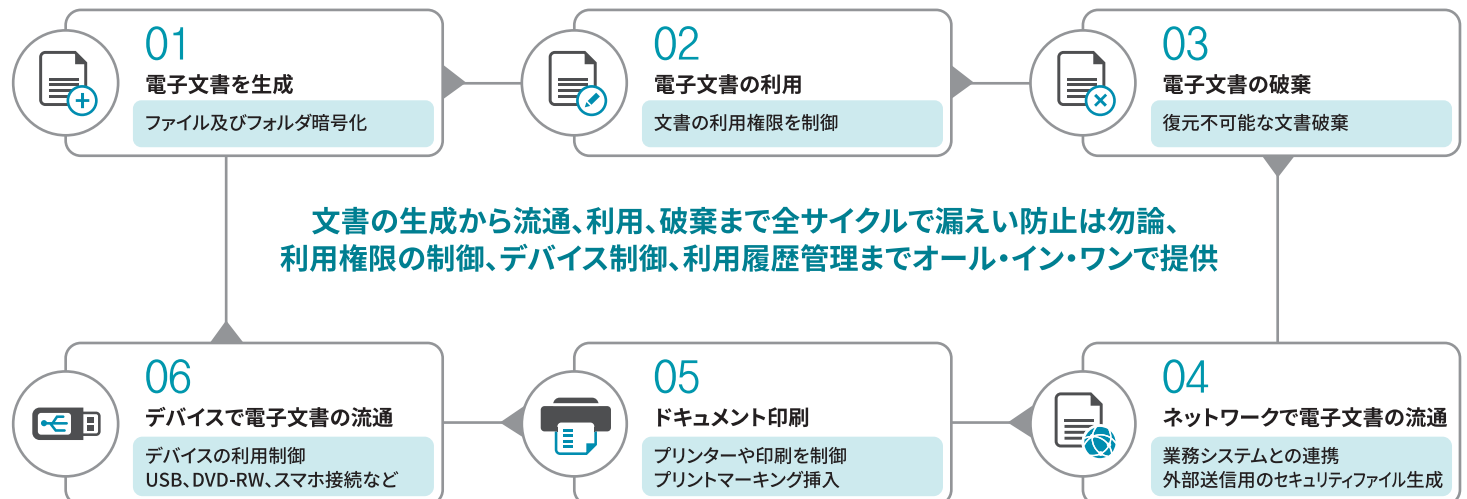 01
電子文書を生成
ファイル及びフォルダ暗号化
02
電子文書の利用
文書の利用権限を制御
03
電子文書の破棄
復元不可能な文書破棄
文書の生成から流通、利用、破棄まで全サイクルで漏えい防止は勿論、
利用権限の制御、デバイス制御、利用履歴管理までオール・イン・ワンで提供
06
デバイスで電子文書の流通
デバイスの利用制御
USB、DVD-RW、スマホ接続など
05
ドキュメント印刷
プリンターや印刷を制御
プリントマーキング挿入
04
ネットワークで電子文書の流通
業務システムとの連携
外部送信用のセキュリティファイル生成